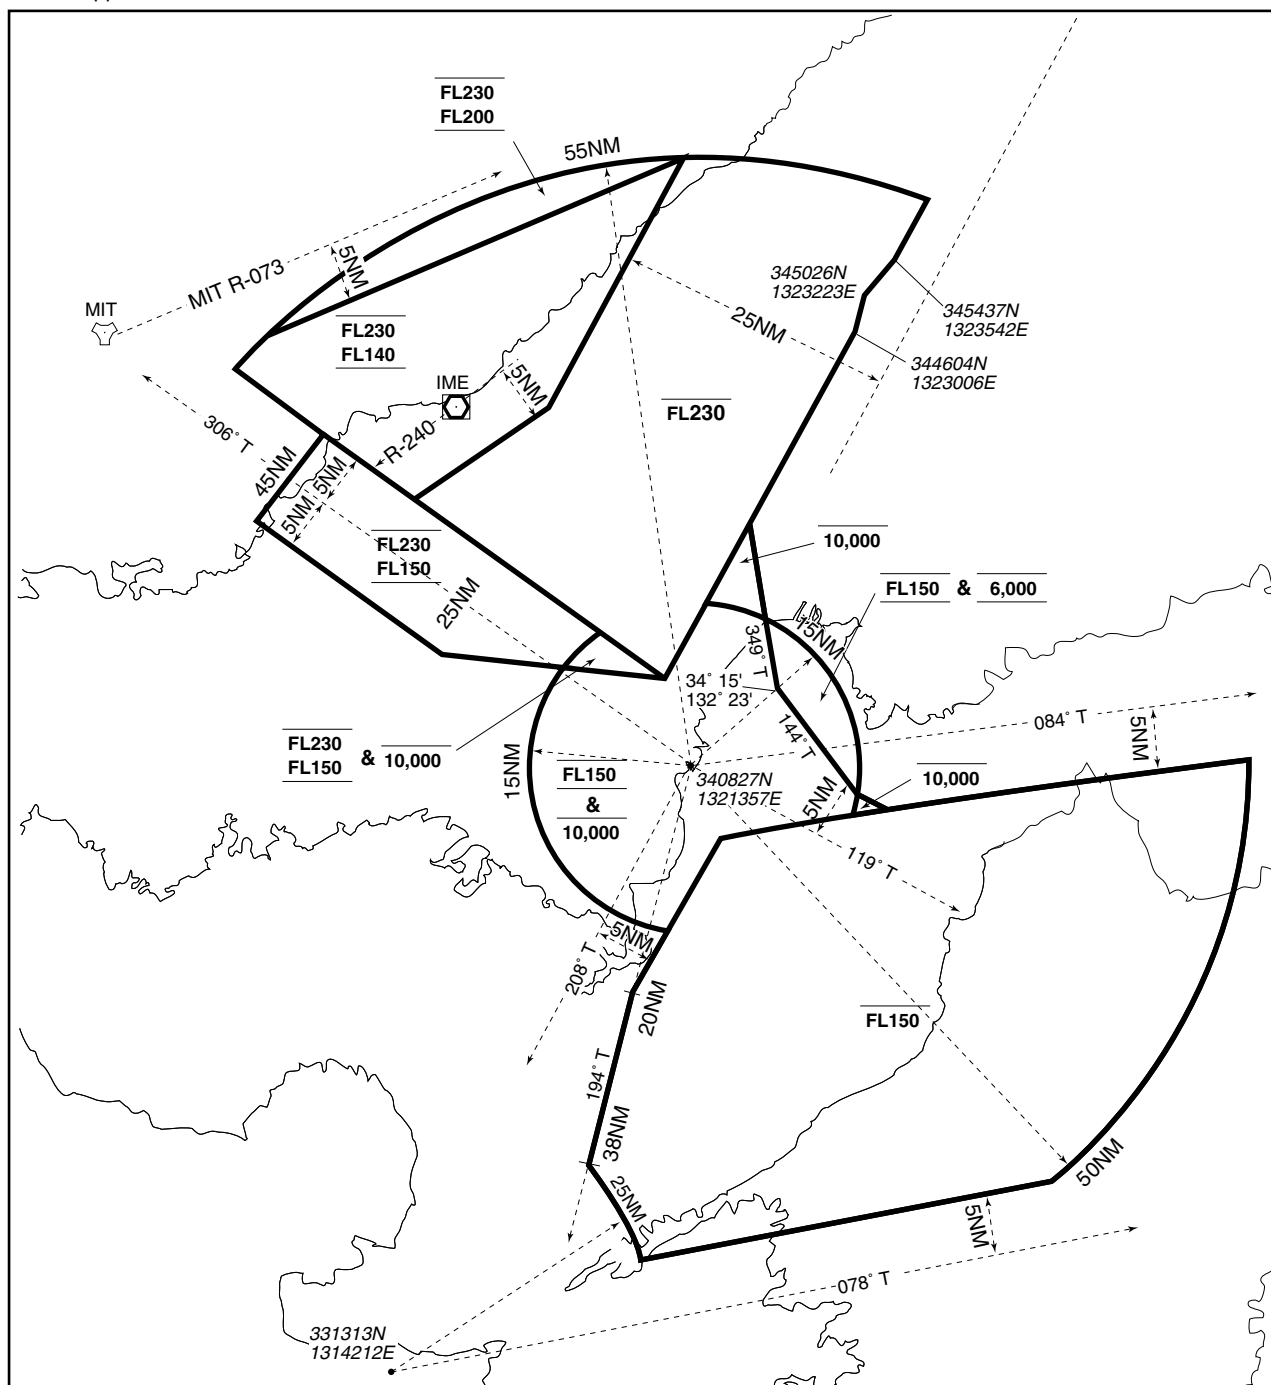 FL230
FL200
55NM
MIT R-073
5NM
MIT
FL230
FL140
345026N
1323223E
25NM
345437N
1323542E
344604N
1323006E
IME
5NM
R-240
FL230
306° T
45NM
5NM
5NM
FL230
FL150
25NM
10,000
FL150 & 6,000
15NM
349° T
34° 15'
132° 23'
144° T
084° T
5NM
FL230
FL150
& 10,000
15NM
FL150
&
10,000
340827N
1321357E
5NM
10,000
119° T
5NM
208° T
20NM
FL150
194° T
38NM
25NM
50NM
5NM
078° T
331313N
1314212E